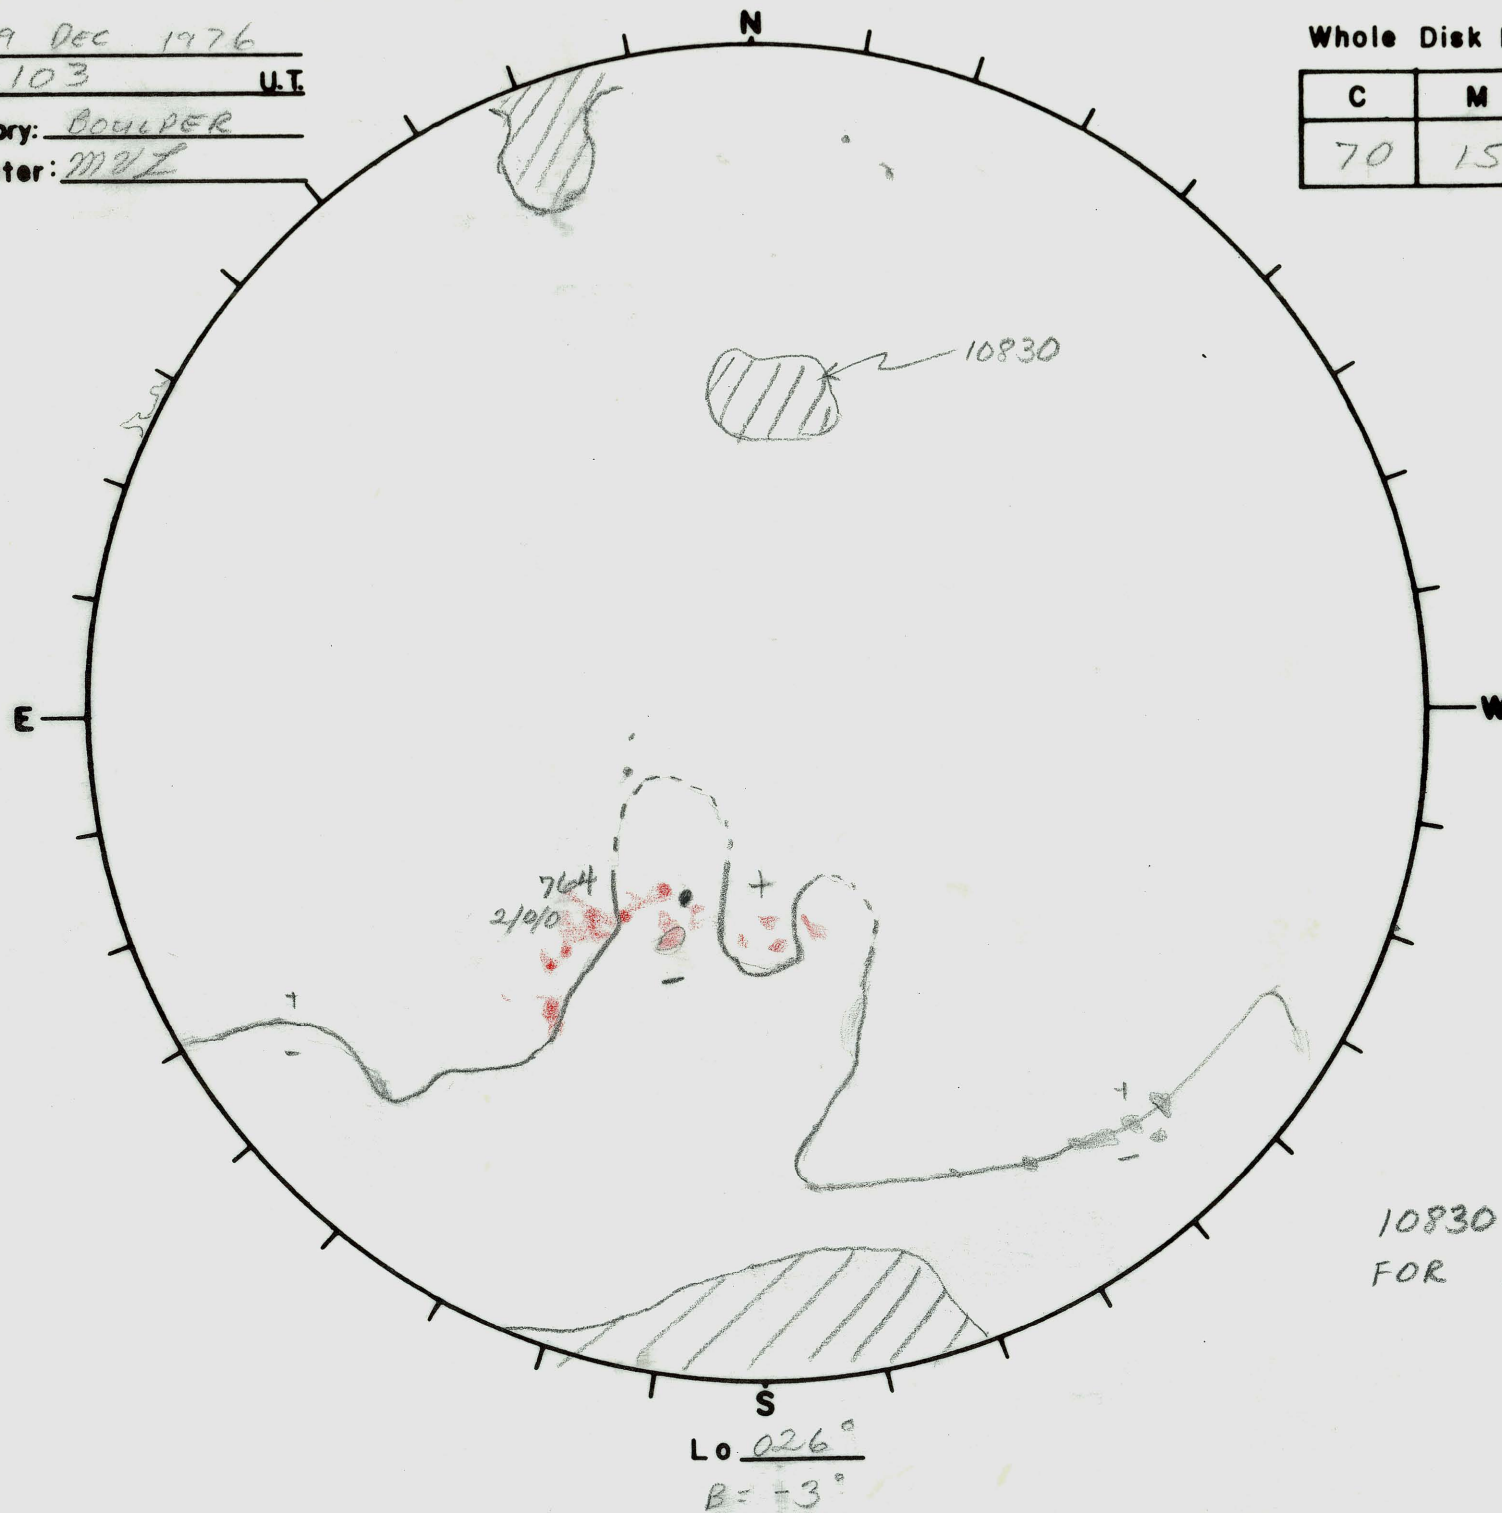 9 DEC 1976
103 U.T.
ory: BOULDER
ter: MVL
N
Whole Disk
C M
70 15
10830
E
W
764
2/0/0
+
-
+
-
+
-
10830
FOR
S
Lo 026°
B = -3°